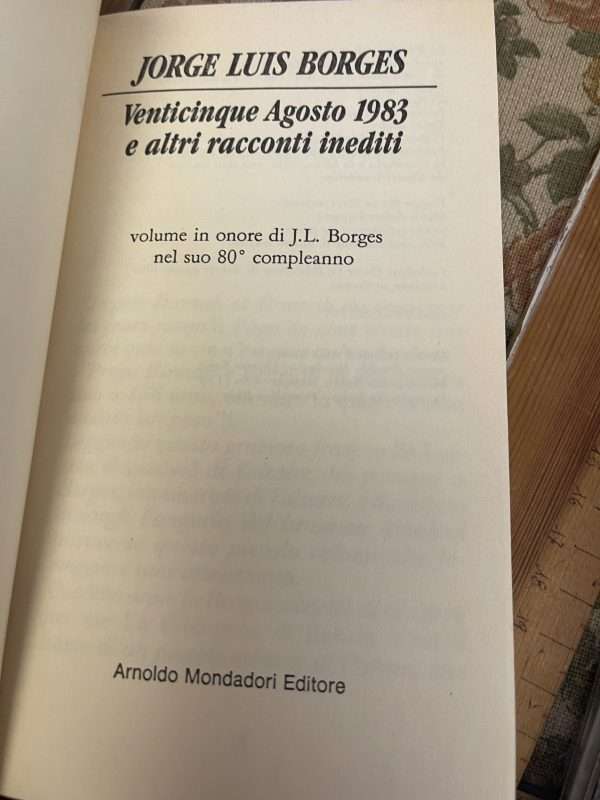 JORGE LUIS BORGES
Venticinque Agosto 1983
e altri racconti inediti
volume in onore di J.L. Borges
nel suo 80° compleanno
Arnoldo Mondadori Editore